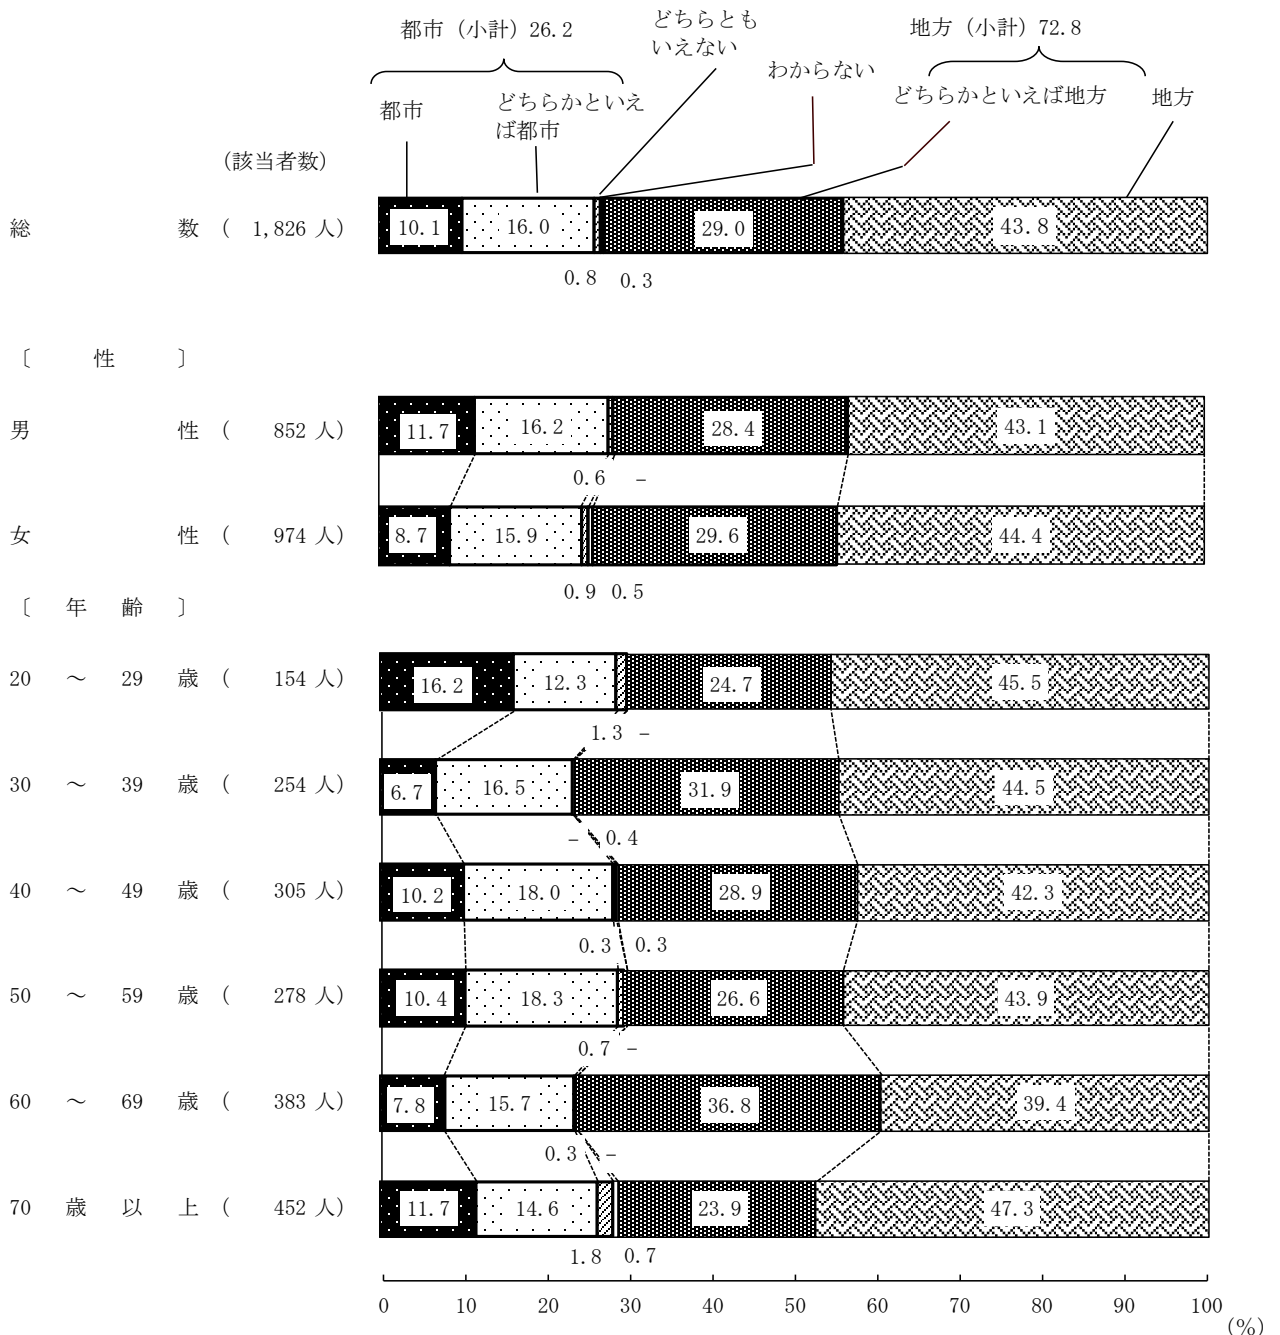 都市（小計）26.2
どちらとも
いえない
地方（小計）72.8
わからない
都市
どちらかといえ
ば都市
どちらかといえば地方
地方
（該当者数）
総数（ 1,826 人） 10.1 16.0 29.0 43.8
0.8 0.3
〔 性 〕
男性（ 852 人） 11.7 16.2 28.4 43.1
0.6 －
女性（ 974 人） 8.7 15.9 29.6 44.4
0.9 0.5
〔 年 齢 〕
20 ～ 29 歳（ 154 人） 16.2 12.3 24.7 45.5
1.3 －
30 ～ 39 歳（ 254 人） 6.7 16.5 31.9 44.5
－ 0.4
40 ～ 49 歳（ 305 人） 10.2 18.0 28.9 42.3
0.3 0.3
50 ～ 59 歳（ 278 人） 10.4 18.3 26.6 43.9
0.7 －
60 ～ 69 歳（ 383 人） 7.8 15.7 36.8 39.4
0.3 －
70 歳 以 上（ 452 人） 11.7 14.6 23.9 47.3
1.8 0.7
0 10 20 30 40 50 60 70 80 90 100
(%)